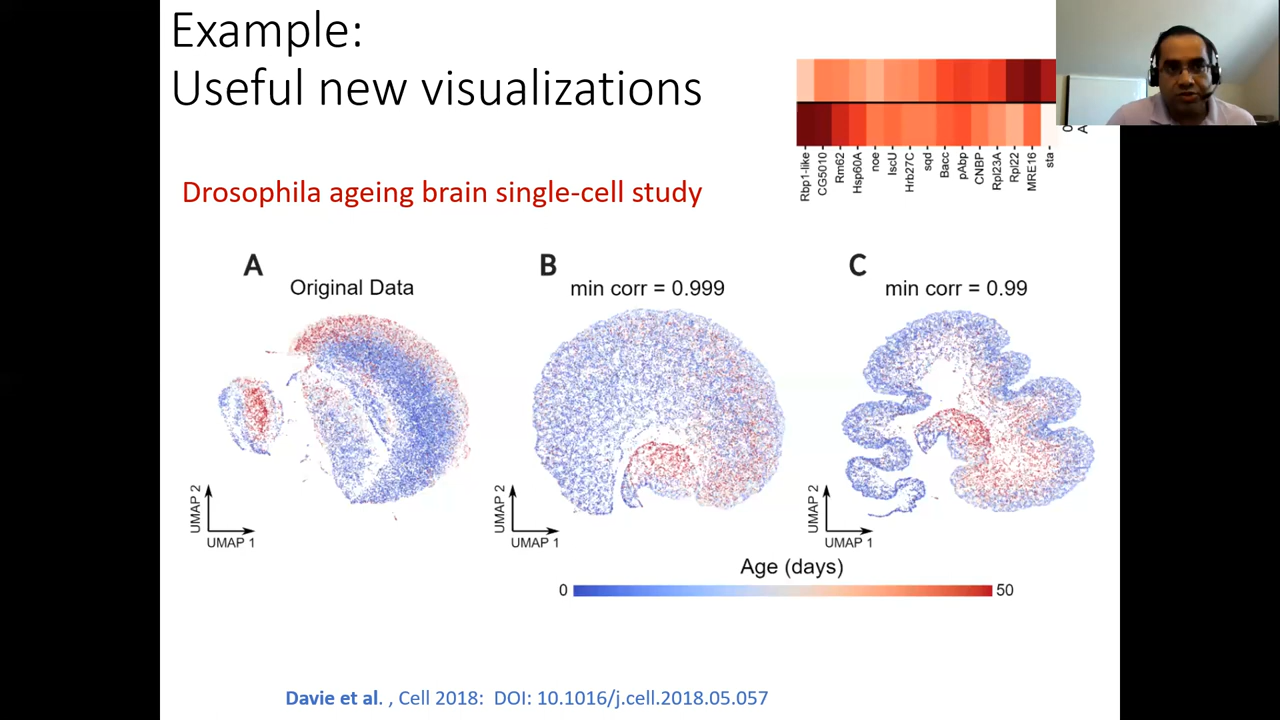 Example:
Useful new visualizations
Rbp1-like
CG5010
Rm62
Hsp60A
noe
IscU
Hrb27C
sqd
Bacc
pAbp
CNBP
Rpl23A
Rpl22
MRE16
sta
Drosophila ageing brain single-cell study
A
B
C
Original Data
min corr = 0.999
min corr = 0.99
UMAP 2
UMAP 1
UMAP 2
UMAP 1
UMAP 2
UMAP 1
Age (days)
0
50
Davie et al. , Cell 2018: DOI: 10.1016/j.cell.2018.05.057